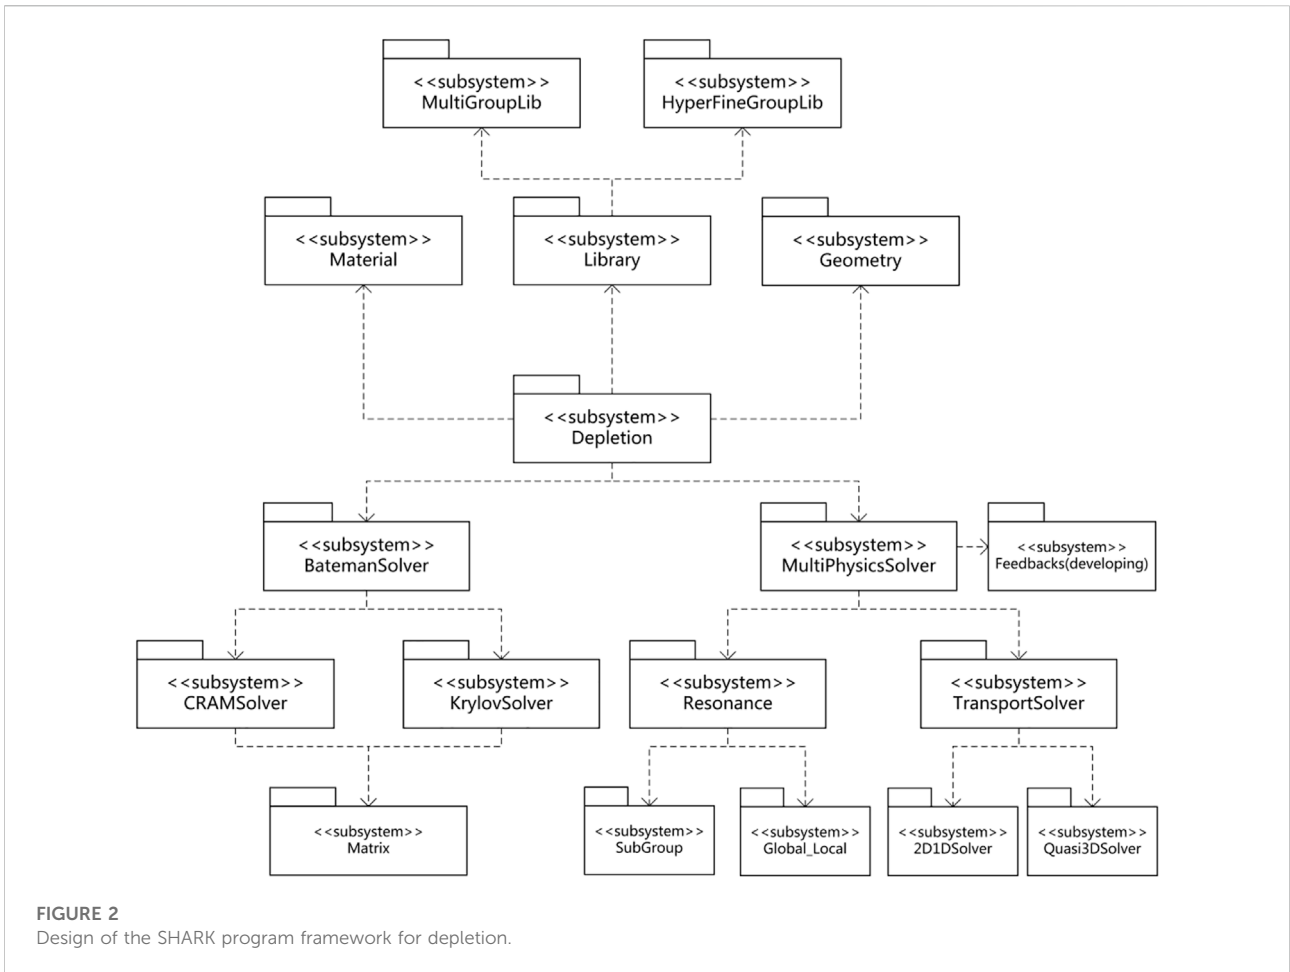 <<subsystem>>
MultiGroupLib
<<subsystem>>
HyperFineGroupLib
<<subsystem>>
Material
<<subsystem>>
Library
<<subsystem>>
Geometry
<<subsystem>>
Depletion
<<subsystem>>
BatemanSolver
<<subsystem>>
MultiPhysicsSolver
<<subsystem>>
Feedbacks(developing)
<<subsystem>>
CRAMSolver
<<subsystem>>
KrylovSolver
<<subsystem>>
Resonance
<<subsystem>>
TransportSolver
<<subsystem>>
Matrix
<<subsystem>>
SubGroup
<<subsystem>>
Global_Local
<<subsystem>>
2D1DSolver
<<subsystem>>
Quasi3DSolver
FIGURE 2
Design of the SHARK program framework for depletion.